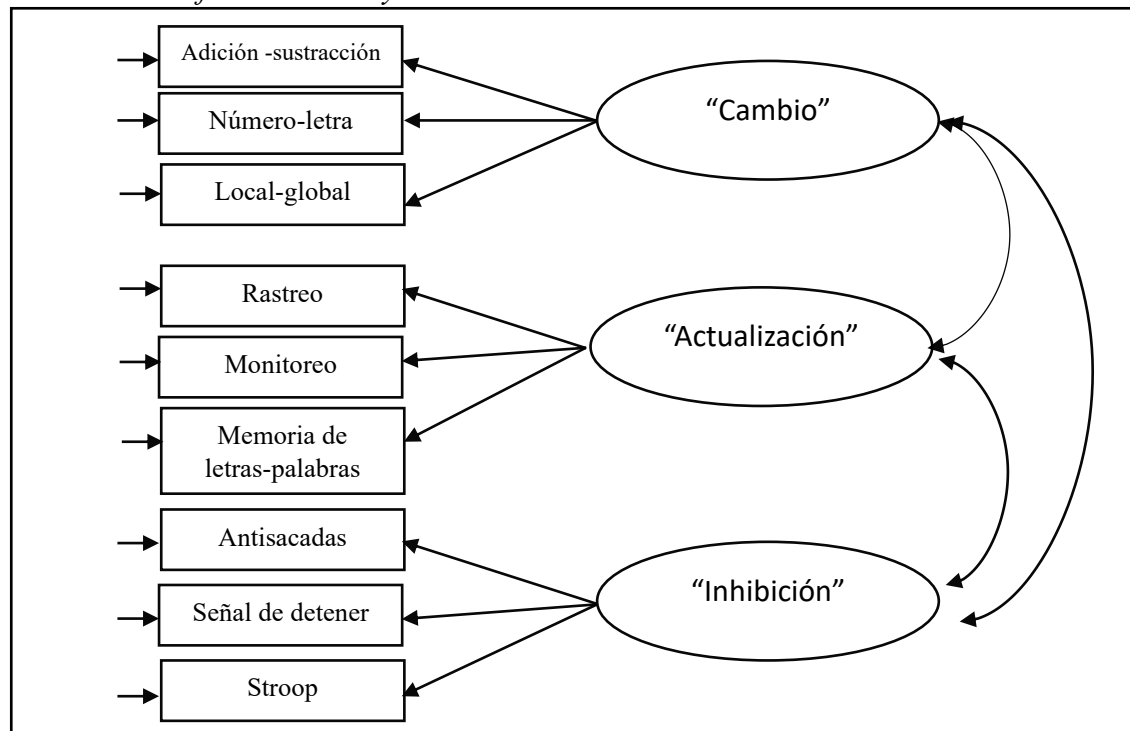 Adición -sustracción
Número-letra
Local-global
“Cambio”
Rastreo
Monitoreo
Memoria de
letras-palabras
“Actualización”
Antisacadas
Señal de detener
Stroop
“Inhibición”